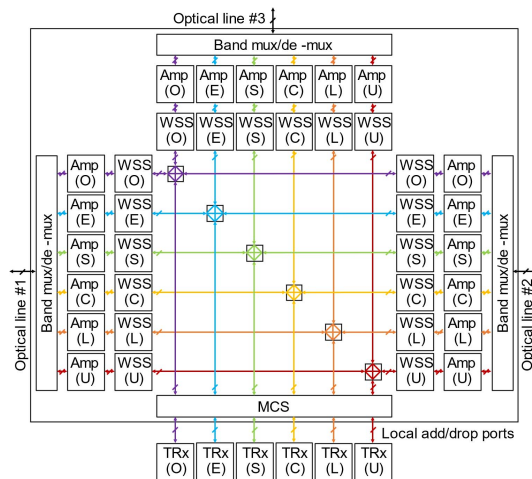 Optical line #3
Band mux/de -mux
Amp Amp Amp Amp Amp Amp
(O) (E) (S) (C) (L) (U)
WSS WSS WSS WSS WSS WSS
(O) (E) (S) (C) (L) (U)
Optical line #1
Band mux/de -mux
Amp WSS WSS Amp
(O) (O) (O) (O)
Amp WSS WSS Amp
(E) (E) (E) (E)
Amp WSS WSS Amp
(S) (S) (S) (S)
Amp WSS WSS Amp
(C) (C) (C) (C)
Amp WSS WSS Amp
(L) (L) (L) (L)
Amp WSS WSS Amp
(U) (U) (U) (U)
Band mux/de -mux
Optical line #2
MCS
Local add/drop ports
TRx TRx TRx TRx TRx TRx
(O) (E) (S) (C) (L) (U)